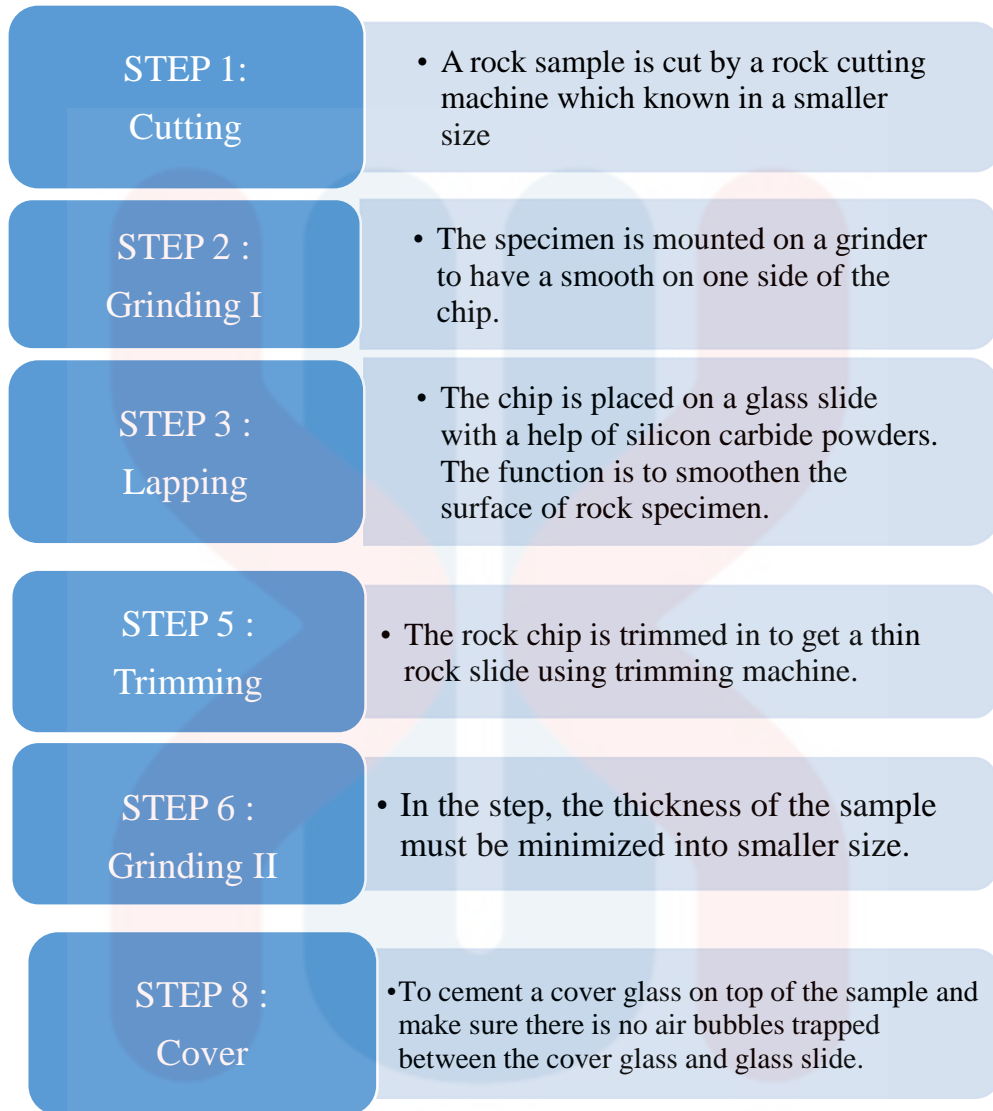 STEP 1:
Cutting
• A rock sample is cut by a rock cutting
machine which known in a smaller
size
STEP 2 :
Grinding I
• The specimen is mounted on a grinder
to have a smooth on one side of the
chip.
STEP 3 :
Lapping
• The chip is placed on a glass slide
with a help of silicon carbide powders.
The function is to smoothen the
surface of rock specimen.
STEP 5 :
Trimming
• The rock chip is trimmed in to get a thin
rock slide using trimming machine.
STEP 6 :
Grinding II
• In the step, the thickness of the sample
must be minimized into smaller size.
STEP 8 :
Cover
•To cement a cover glass on top of the sample and
make sure there is no air bubbles trapped
between the cover glass and glass slide.